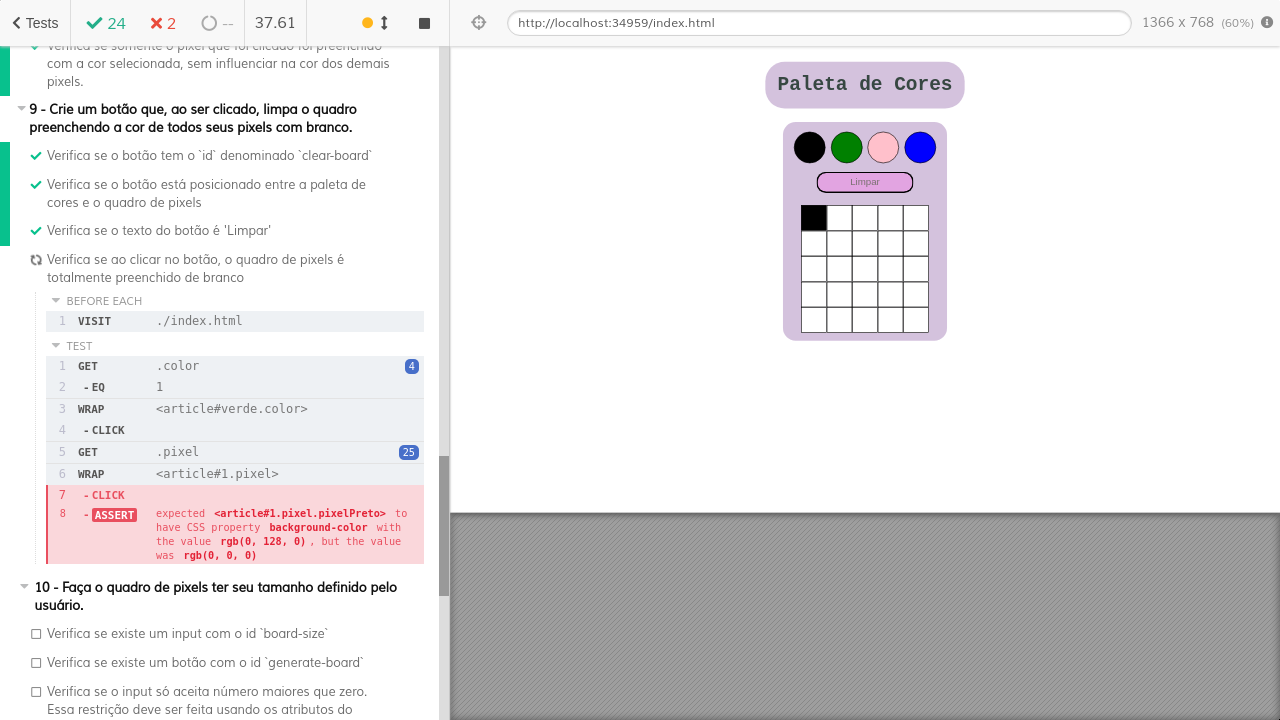 Tests
24
2
--
37.61
http://localhost:34959/index.html
1366 x 768 (60%)
Verifica se somente o pixel que foi clicado foi preenchido
com a cor selecionada, sem influenciar na cor dos demais
pixels.
9 - Crie um botão que, ao ser clicado, limpa o quadro
preenchendo a cor de todos seus pixels com branco.
Verifica se o botão tem o `id` denominado `clear-board`
Verifica se o botão está posicionado entre a paleta de
cores e o quadro de pixels
Verifica se o texto do botão é 'Limpar'
Verifica se ao clicar no botão, o quadro de pixels é
totalmente preenchido de branco
BEFORE EACH
1 VISIT ./index.html
TEST
1 GET .color 4
2 - EQ 1
3 WRAP <article#verde.color>
4 - CLICK
5 GET .pixel 25
6 WRAP <article#1.pixel>
7 - CLICK
8 - ASSERT expected <article#1.pixel.pixelPreto> to
have CSS property background-color with
the value rgb(0, 128, 0) , but the value
was rgb(0, 0, 0)
10 - Faça o quadro de pixels ter seu tamanho definido pelo
usuário.
Verifica se existe um input com o id `board-size`
Verifica se existe um botão com o id `generate-board`
Verifica se o input só aceita número maiores que zero.
Essa restrição deve ser feita usando os atributos do
Paleta de Cores
Limpar